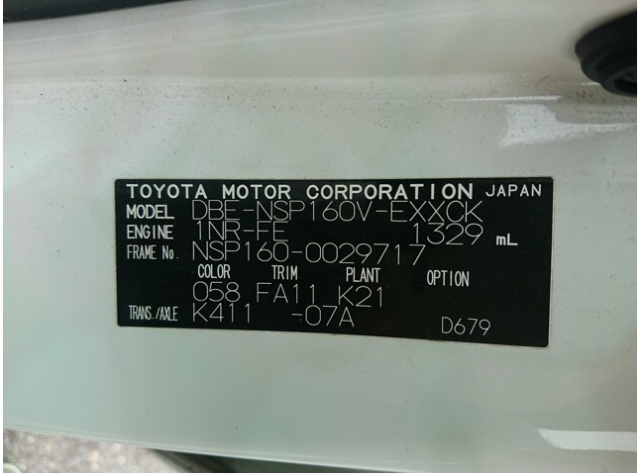 TOYOTA MOTOR CORPORATION JAPAN
MODEL DBE-NSP160V-EXXCK
ENGINE 1NR-FE 1329 mL
FRAME No. NSP160-0029717
COLOR TRIM PLANT OPTION
058 FA11 K21
TRANS./AXLE K411 -07A D679